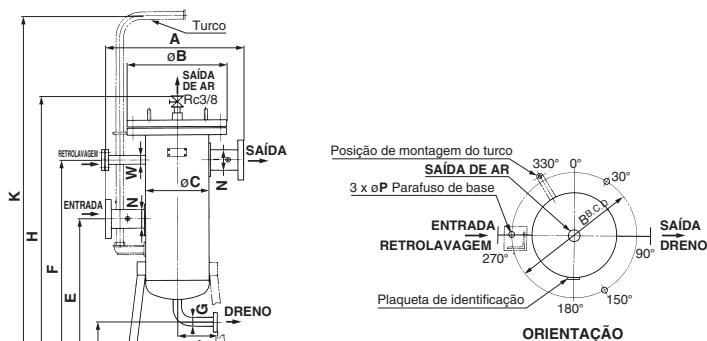 Turco
A
øB
SAÍDA
DE AR
Rc3/8
RETROLAVAGEM
SAÍDA
W
N
øC
ENTRADA
N
K
H
F
E
G
DRENO
Posição de montagem do turco
330°
0°
30°
SAÍDA DE AR
3 x øP Parafuso de base
B B.C.D
ENTRADA
RETROLAVAGEM
SAÍDA
DRENO
270°
90°
Plaqueta de identificação
180°
150°
ORIENTAÇÃO